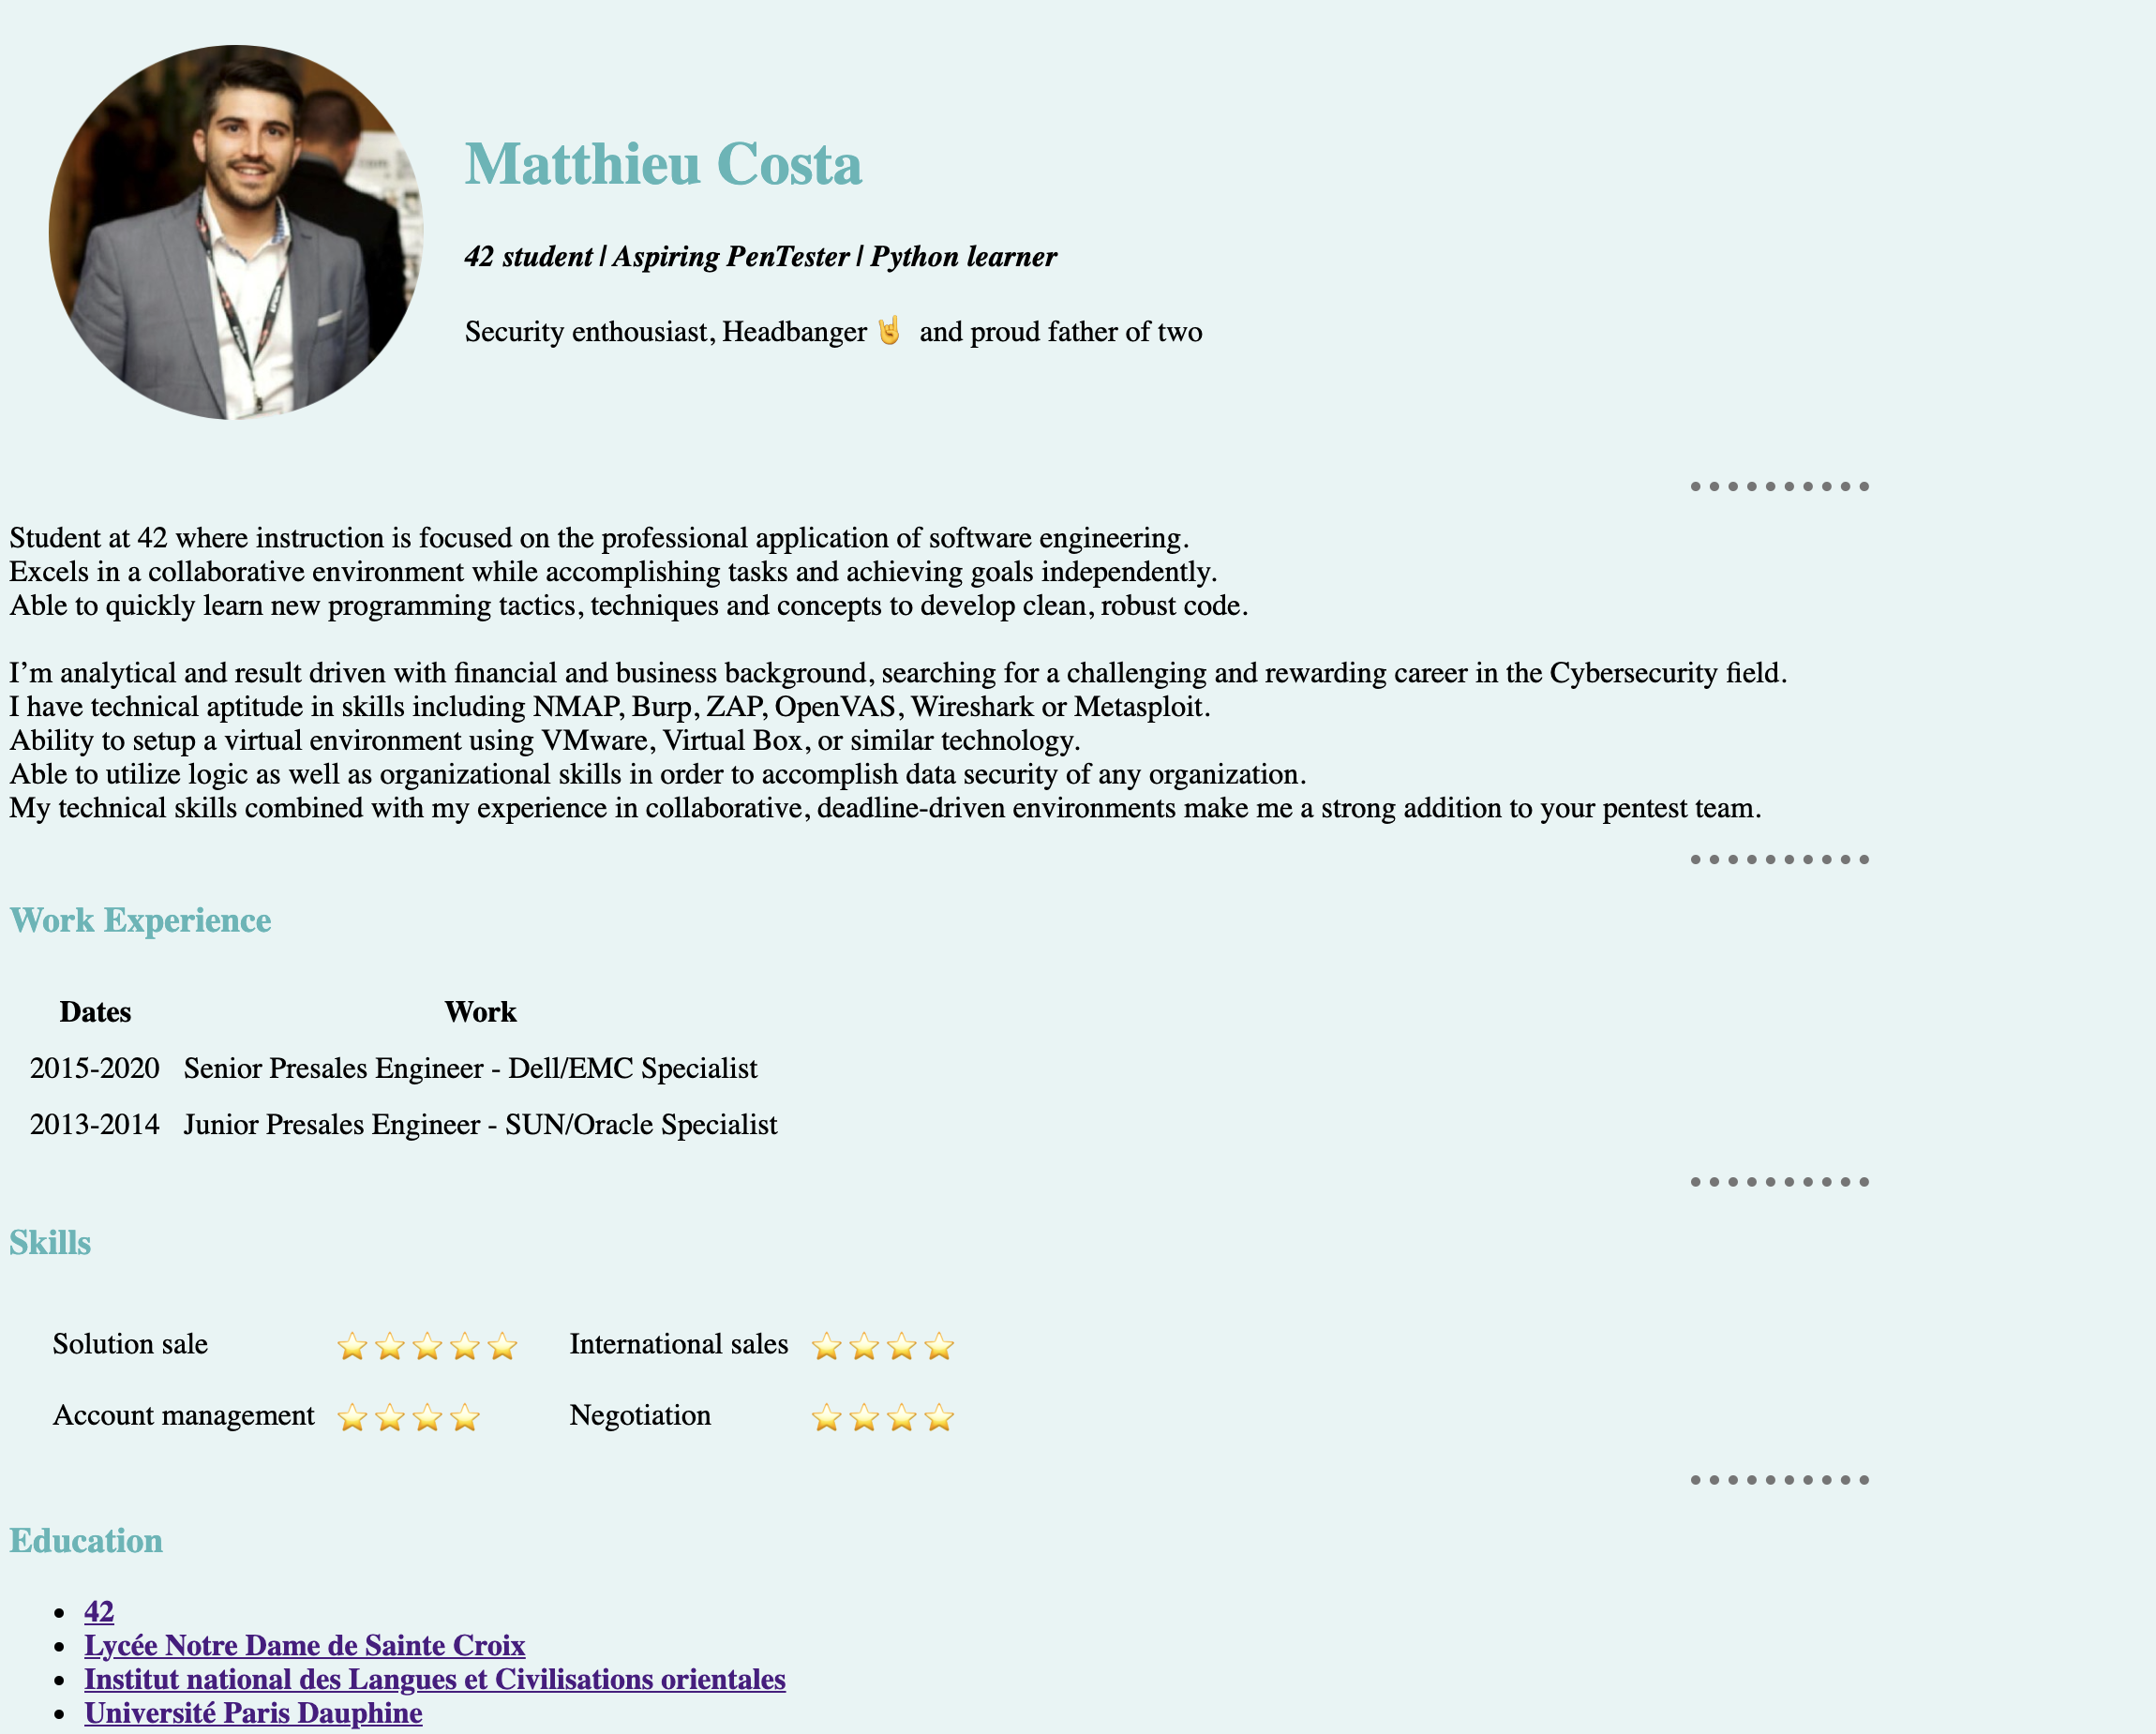 Matthieu Costa
42 student | Aspiring PenTester | Python learner
Security enthousiast, Headbanger 🤘 and proud father of two
Student at 42 where instruction is focused on the professional application of software engineering.
Excels in a collaborative environment while accomplishing tasks and achieving goals independently.
Able to quickly learn new programming tactics, techniques and concepts to develop clean, robust code.
I’m analytical and result driven with financial and business background, searching for a challenging and rewarding career in the Cybersecurity field.
I have technical aptitude in skills including NMAP, Burp, ZAP, OpenVAS, Wireshark or Metasploit.
Ability to setup a virtual environment using VMware, Virtual Box, or similar technology.
Able to utilize logic as well as organizational skills in order to accomplish data security of any organization.
My technical skills combined with my experience in collaborative, deadline-driven environments make me a strong addition to your pentest team.
Work Experience
Dates Work
2015-2020 Senior Presales Engineer - Dell/EMC Specialist
2013-2014 Junior Presales Engineer - SUN/Oracle Specialist
Skills
Solution sale ⭐⭐⭐⭐⭐ International sales ⭐⭐⭐⭐
Account management ⭐⭐⭐⭐ Negotiation ⭐⭐⭐⭐
Education
• 42
• Lycée Notre Dame de Sainte Croix
• Institut national des Langues et Civilisations orientales
• Université Paris Dauphine